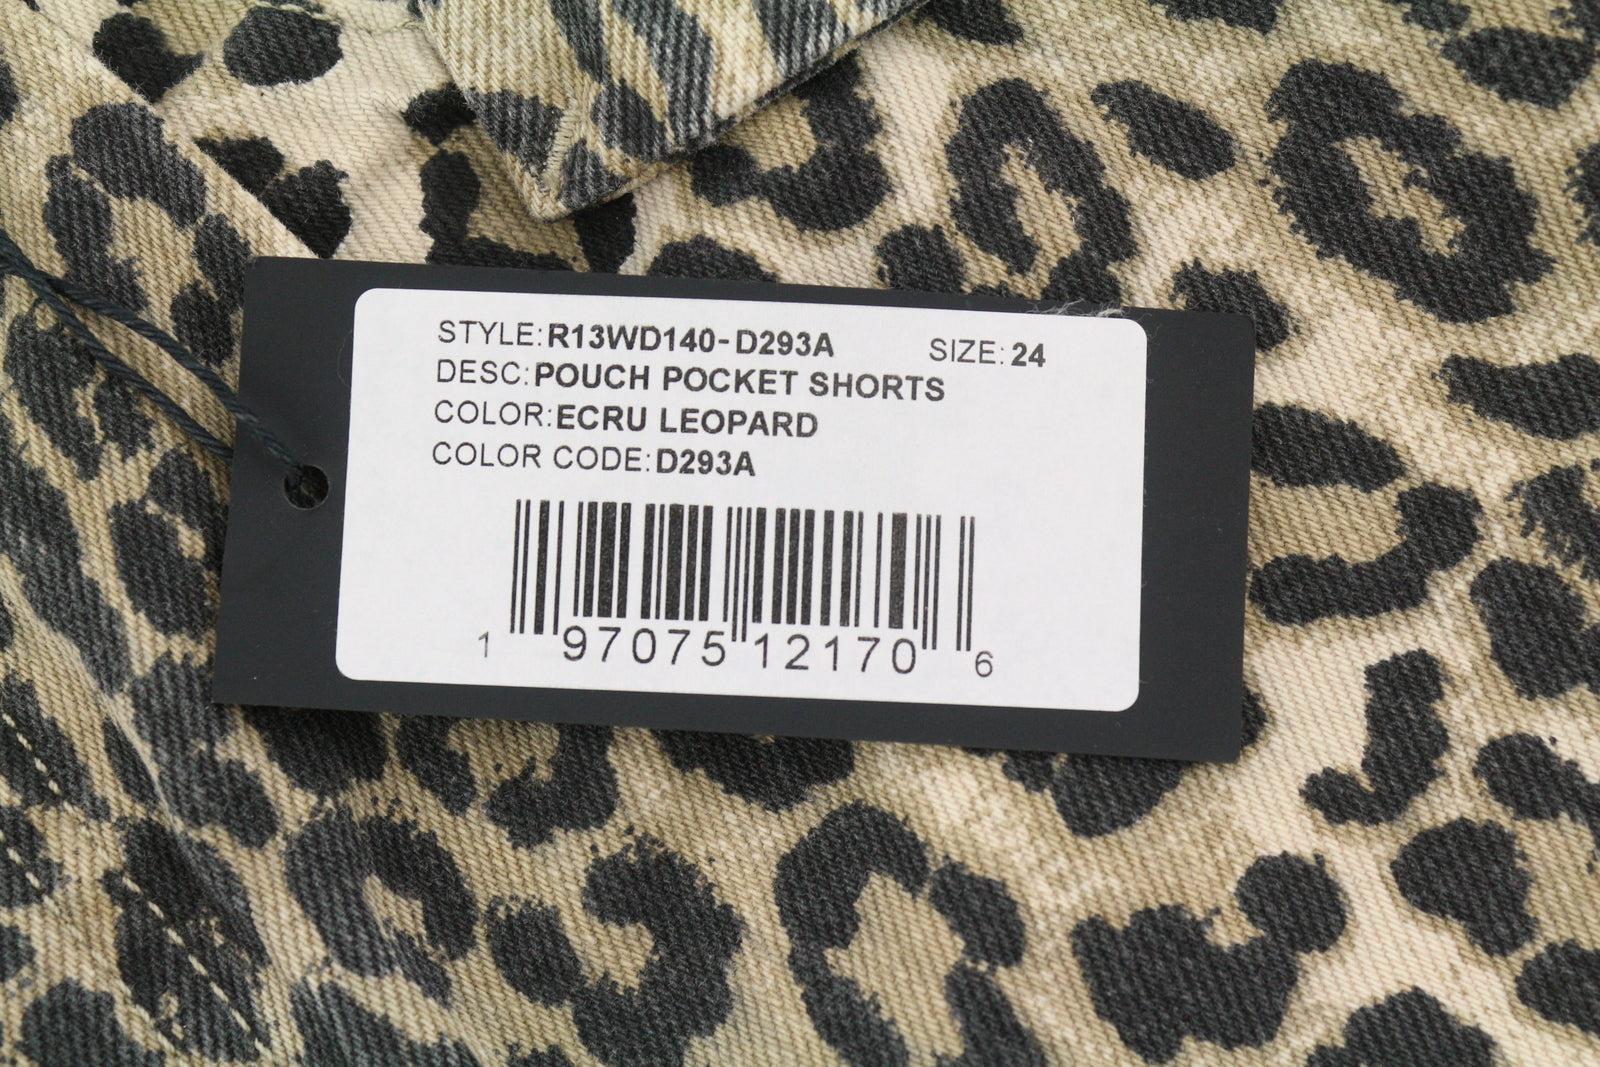 STYLE:R13WD140-D293A SIZE:24
DESC:POUCH POCKET SHORTS
COLOR:ECRU LEOPARD
COLOR CODE:D293A
1 97075 12170 6